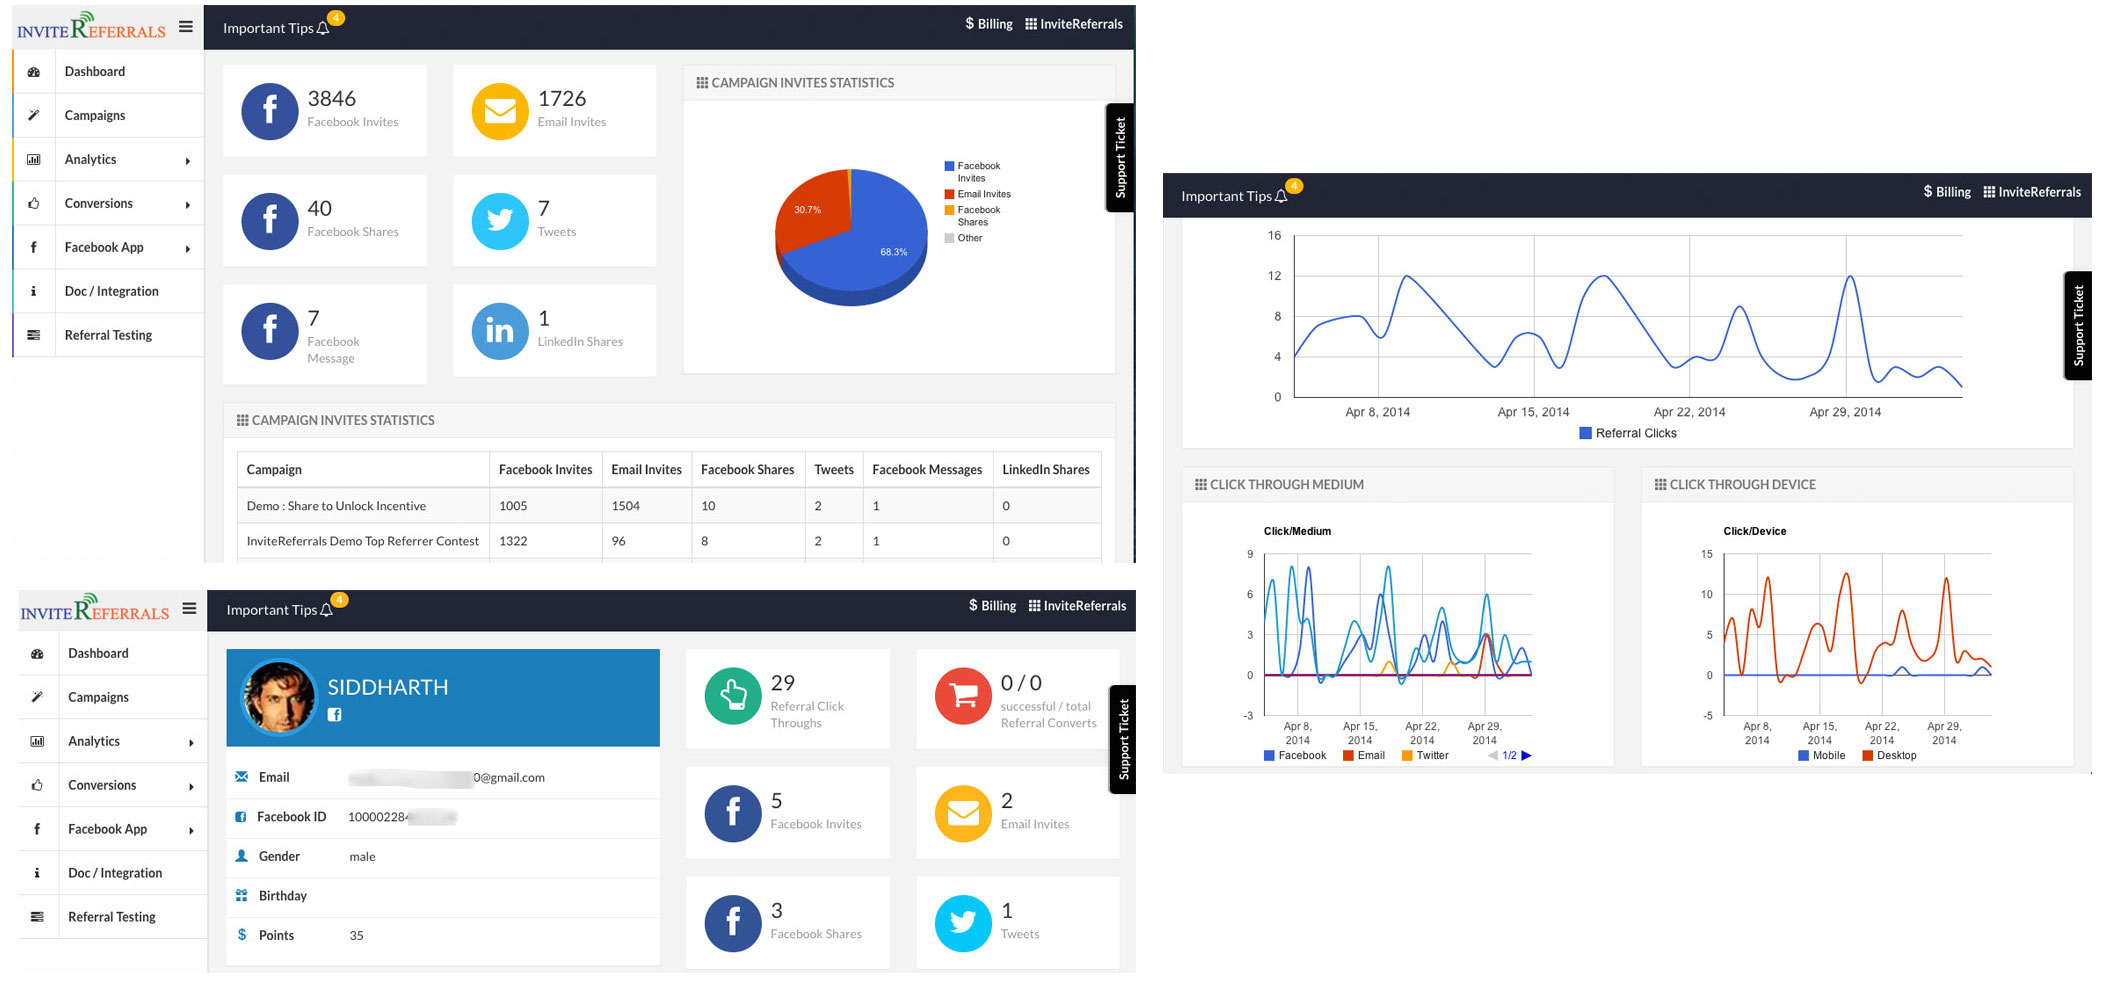 INVITEREFERRALS
Important Tips 4
$ Billing InviteReferrals
Dashboard
Campaigns
Analytics
Conversions
Facebook App
Doc / Integration
Referral Testing
3846
Facebook Invites
1726
Email Invites
40
Facebook Shares
7
Tweets
7
Facebook
Message
1
LinkedIn Shares
CAMPAIGN INVITES STATISTICS
30.7%
68.3%
Facebook
Invites
Email Invites
Facebook
Shares
Other
Support Ticket
CAMPAIGN INVITES STATISTICS
Campaign Facebook Invites Email Invites Facebook Shares Tweets Facebook Messages LinkedIn Shares
Demo : Share to Unlock Incentive 1005 1504 10 2 1 0
InviteReferrals Demo Top Referrer Contest 1322 96 8 2 1 0
INVITEREFERRALS
Important Tips 4
$ Billing InviteReferrals
Dashboard
Campaigns
Analytics
Conversions
Facebook App
Doc / Integration
Referral Testing
SIDDHARTH
Email 0@gmail.com
Facebook ID 10000228
Gender male
Birthday
$ Points 35
29
Referral Click
Throughs
0 / 0
successful / total
Referral Converts
5
Facebook Invites
2
Email Invites
3
Facebook Shares
1
Tweets
Support Ticket
Important Tips 4
$ Billing InviteReferrals
16
12
8
4
0
Apr 8, 2014 Apr 15, 2014 Apr 22, 2014 Apr 29, 2014
Referral Clicks
Support Ticket
CLICK THROUGH MEDIUM
Click/Medium
9
6
3
0
-3
Apr 8, Apr 15, Apr 22, Apr 29,
2014 2014 2014 2014
Facebook Email Twitter 1/2
CLICK THROUGH DEVICE
Click/Device
15
10
5
0
-5
Apr 8, Apr 15, Apr 22, Apr 29,
2014 2014 2014 2014
Mobile Desktop